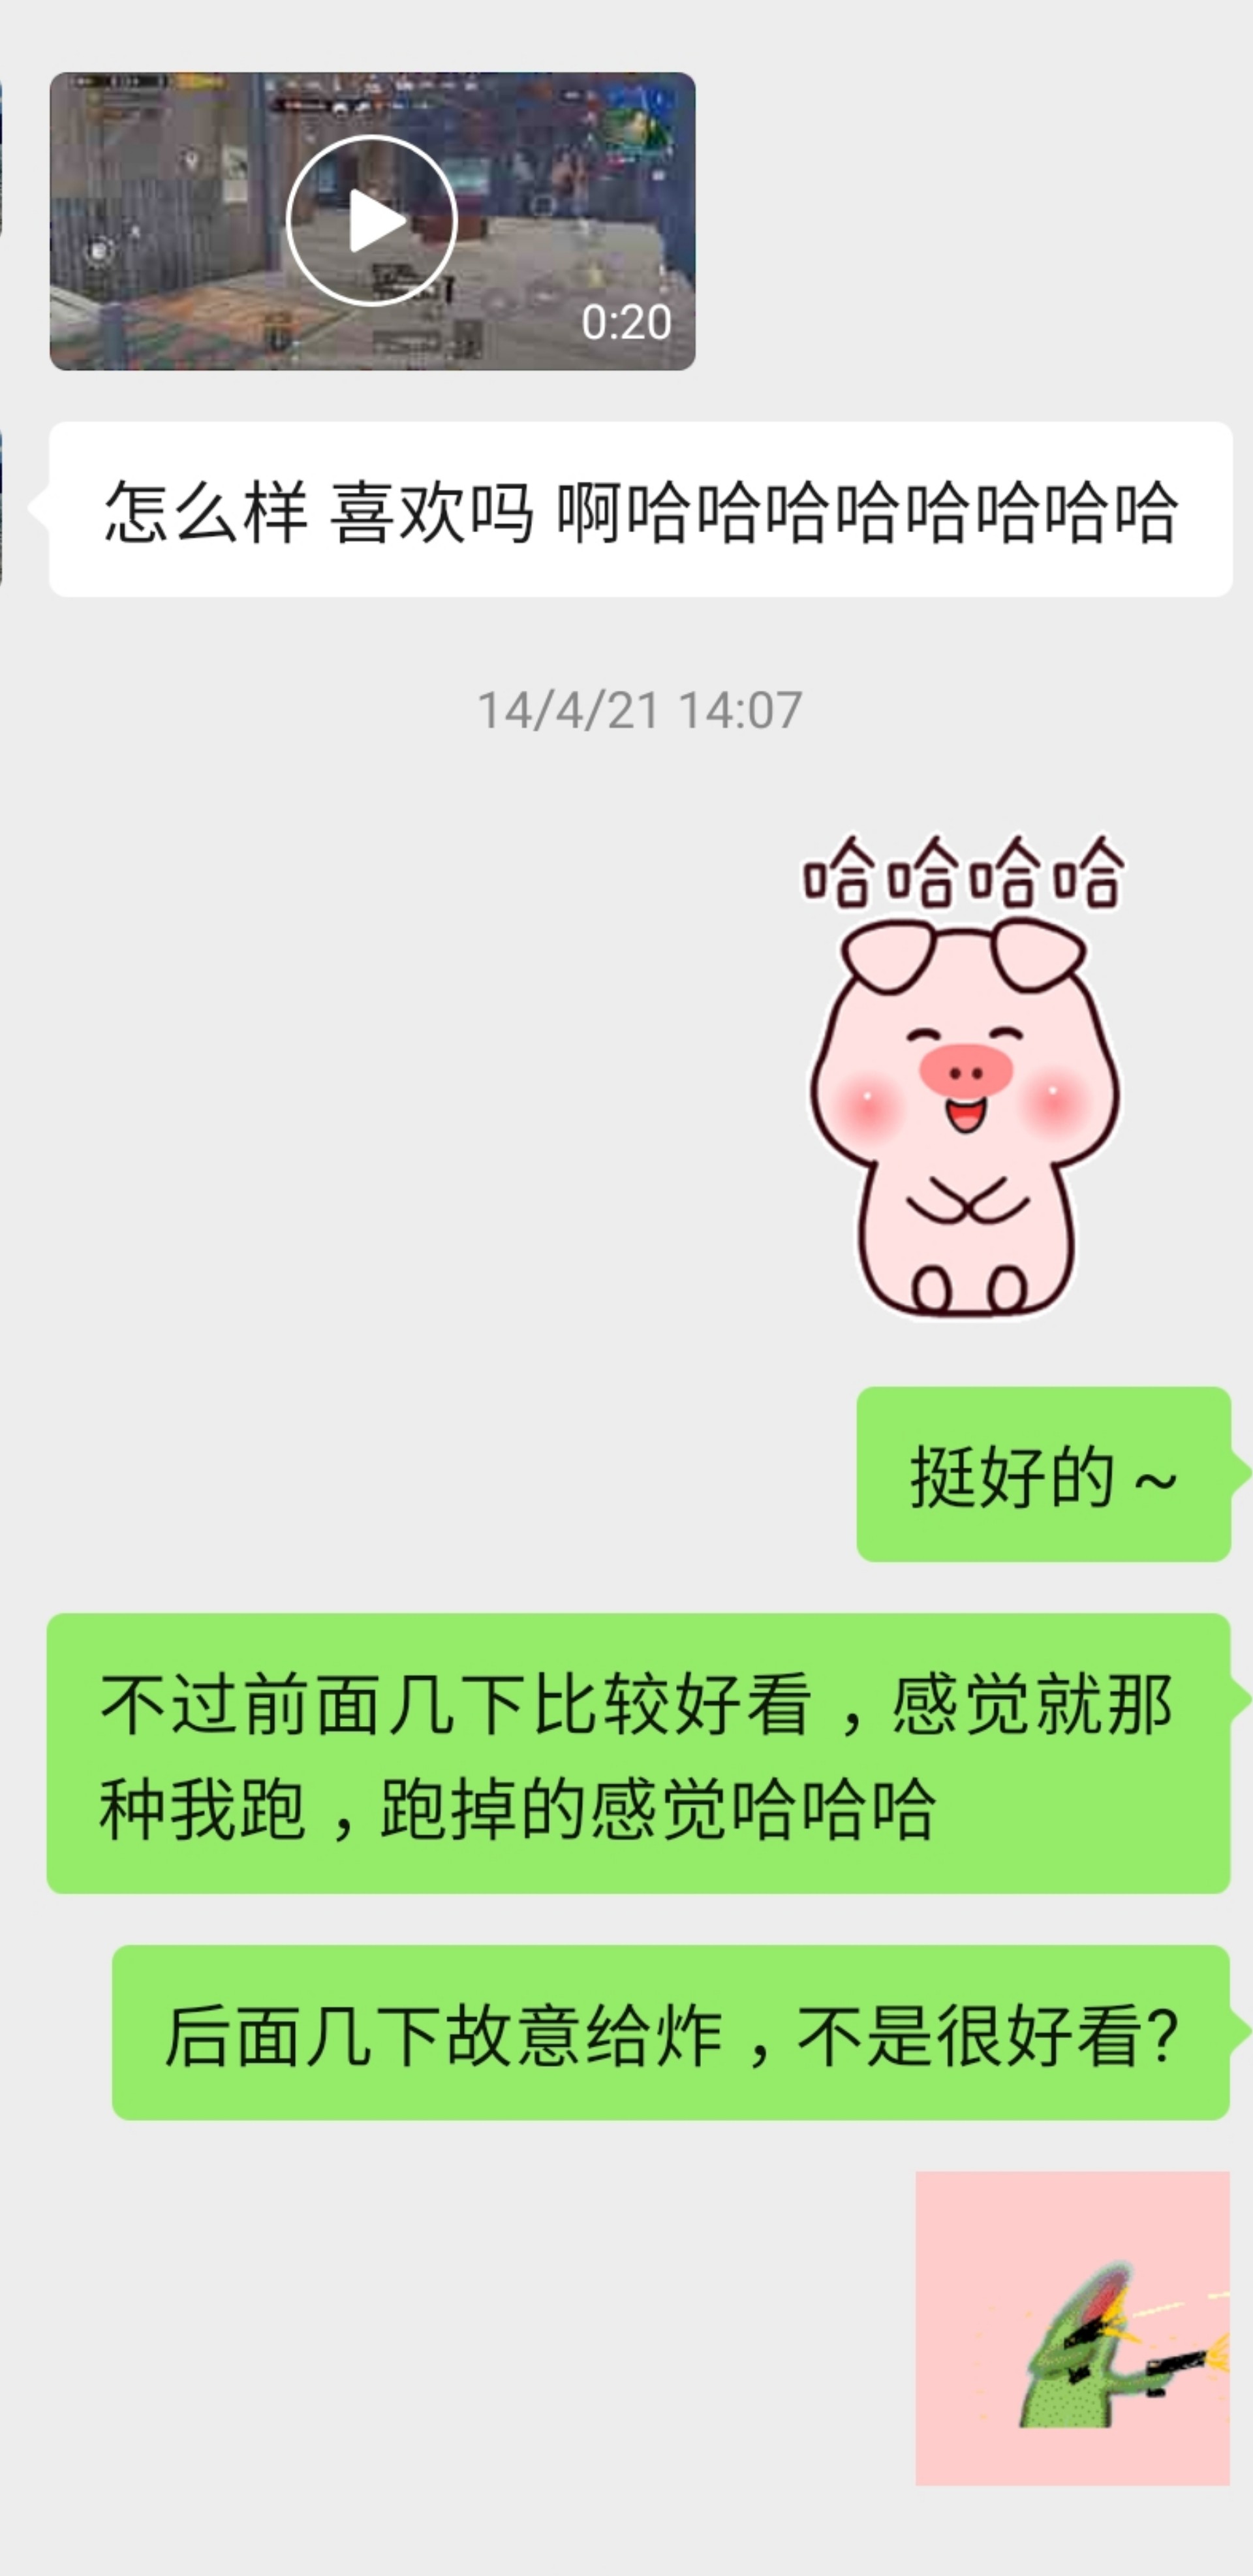 0:20
怎么样 喜欢吗 啊哈哈哈哈哈哈哈哈
14/4/21 14:07
哈哈哈哈
挺好的～
不过前面几下比较好看，感觉就那
种我跑，跑掉的感觉哈哈哈
后面几下故意给炸，不是很好看?